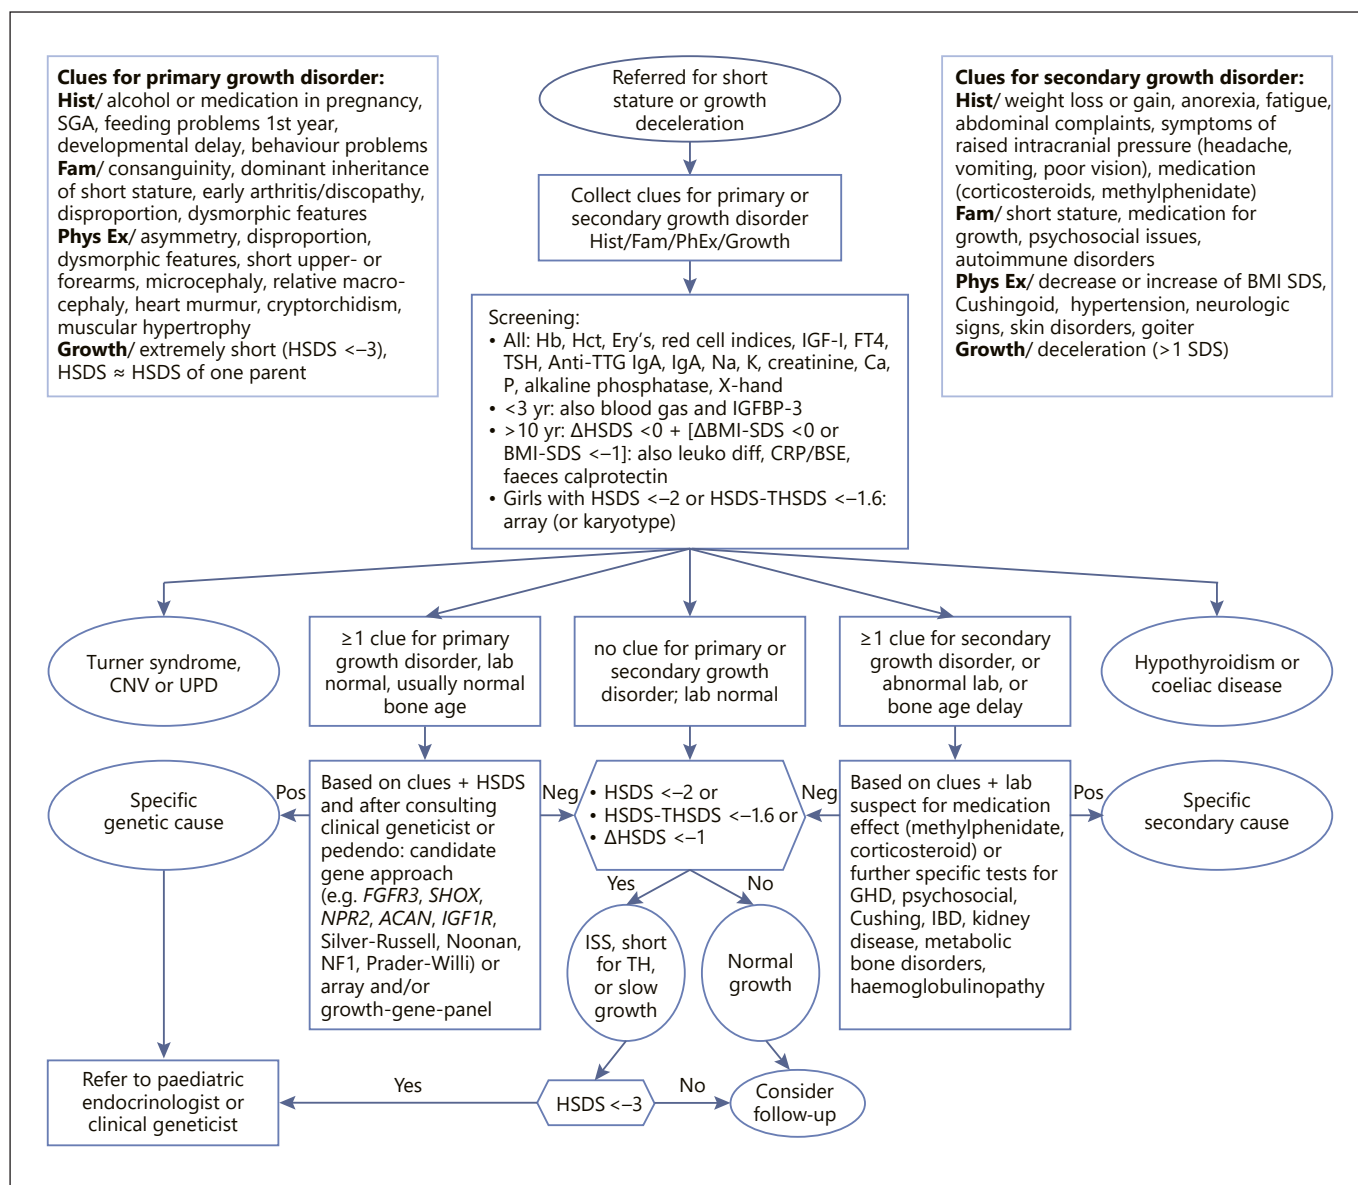 Clues for primary growth disorder:
Hist/ alcohol or medication in pregnancy,
SGA, feeding problems 1st year,
developmental delay, behaviour problems
Fam/ consanguinity, dominant inheritance
of short stature, early arthritis/discopathy,
disproportion, dysmorphic features
Phys Ex/ asymmetry, disproportion,
dysmorphic features, short upper- or
forearms, microcephaly, relative macro-
cephaly, heart murmur, cryptorchidism,
muscular hypertrophy
Growth/ extremely short (HSDS <–3),
HSDS ≈ HSDS of one parent
Referred for short
stature or growth
deceleration
Clues for secondary growth disorder:
Hist/ weight loss or gain, anorexia, fatigue,
abdominal complaints, symptoms of
raised intracranial pressure (headache,
vomiting, poor vision), medication
(corticosteroids, methylphenidate)
Fam/ short stature, medication for
growth, psychosocial issues,
autoimmune disorders
Phys Ex/ decrease or increase of BMI SDS,
Cushingoid, hypertension, neurologic
signs, skin disorders, goiter
Growth/ deceleration (>1 SDS)
Collect clues for primary or
secondary growth disorder
Hist/Fam/PhEx/Growth
Screening:
• All: Hb, Hct, Ery's, red cell indices, IGF-I, FT4,
TSH, Anti-TTG IgA, IgA, Na, K, creatinine, Ca,
P, alkaline phosphatase, X-hand
• <3 yr: also blood gas and IGFBP-3
• >10 yr: ΔHSDS <0 + [ΔBMI-SDS <0 or
BMI-SDS <–1]: also leuko diff, CRP/BSE,
faeces calprotectin
• Girls with HSDS <–2 or HSDS-THSDS <–1.6:
array (or karyotype)
Turner syndrome,
CNV or UPD
≥1 clue for primary
growth disorder, lab
normal, usually normal
bone age
no clue for primary or
secondary growth
disorder; lab normal
≥1 clue for secondary
growth disorder, or
abnormal lab, or
bone age delay
Hypothyroidism or
coeliac disease
Specific
genetic cause
Pos
Based on clues + HSDS
and after consulting
clinical geneticist or
pedendo: candidate
gene approach
(e.g. FGFR3, SHOX,
NPR2, ACAN, IGF1R,
Silver-Russell, Noonan,
NF1, Prader-Willi) or
array and/or
growth-gene-panel
Neg
• HSDS <–2 or
• HSDS-THSDS <–1.6 or
• ΔHSDS <–1
Neg
Based on clues + lab
suspect for medication
effect (methylphenidate,
corticosteroid) or
further specific tests for
GHD, psychosocial,
Cushing, IBD, kidney
disease, metabolic
bone disorders,
haemoglobulinopathy
Pos
Specific
secondary cause
Yes
No
ISS, short
for TH,
or slow
growth
Normal
growth
Refer to paediatric
endocrinologist or
clinical geneticist
Yes
HSDS <–3
No
Consider
follow-up